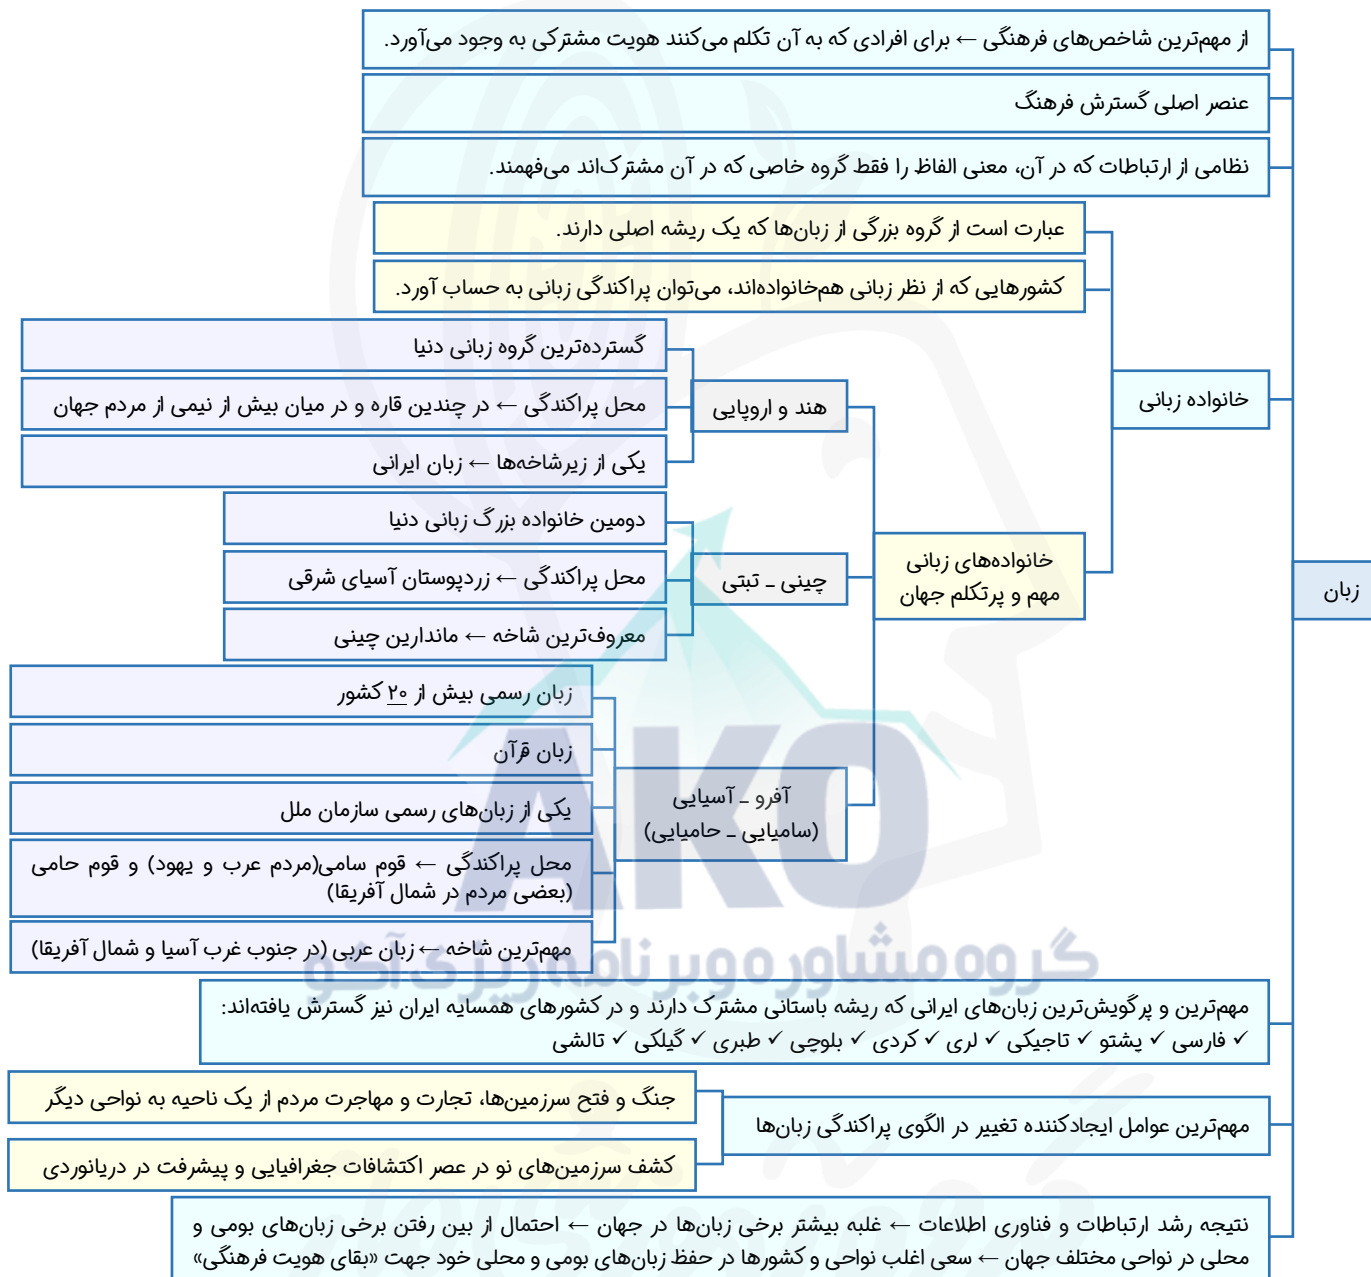 زبان
از مهم‌ترین شاخص‌های فرهنگی ← برای افرادی که به آن تکلم می‌کنند هویت مشترکی به وجود می‌آورد.
عنصر اصلی گسترش فرهنگ
نظامی از ارتباطات که در آن، معنی الفاظ را فقط گروه خاصی که در آن مشترک‌اند می‌فهمند.
خانواده زبانی
عبارت است از گروه بزرگی از زبان‌ها که یک ریشه اصلی دارند.
کشورهایی که از نظر زبانی هم‌خانواده‌اند، می‌توان پراکندگی زبانی به حساب آورد.
خانواده‌های زبانی
مهم و پرتکلم جهان
هند و اروپایی
گسترده‌ترین گروه زبانی دنیا
محل پراکندگی ← در چندین قاره و در میان بیش از نیمی از مردم جهان
یکی از زیرشاخه‌ها ← زبان ایرانی
چینی ـ تبتی
دومین خانواده بزرگ زبانی دنیا
محل پراکندگی ← زردپوستان آسیای شرقی
معروف‌ترین شاخه ← ماندارین چینی
آفرو ـ آسیایی
(سامیایی ـ حامیایی)
زبان رسمی بیش از ۲۰ کشور
زبان قرآن
یکی از زبان‌های رسمی سازمان ملل
محل پراکندگی ← قوم سامی(مردم عرب و یهود) و قوم حامی
(بعضی مردم در شمال آفریقا)
مهم‌ترین شاخه ← زبان عربی (در جنوب غرب آسیا و شمال آفریقا)
مهم‌ترین و پرگویش‌ترین زبان‌های ایرانی که ریشه باستانی مشترک دارند و در کشورهای همسایه ایران نیز گسترش یافته‌اند:
✓ فارسی ✓ پشتو ✓ تاجیکی ✓ لری ✓ کردی ✓ بلوچی ✓ طبری ✓ گیلکی ✓ تالشی
مهم‌ترین عوامل ایجادکننده تغییر در الگوی پراکندگی زبان‌ها
جنگ و فتح سرزمین‌ها، تجارت و مهاجرت مردم از یک ناحیه به نواحی دیگر
کشف سرزمین‌های نو در عصر اکتشافات جغرافیایی و پیشرفت در دریانوردی
نتیجه رشد ارتباطات و فناوری اطلاعات ← غلبه بیشتر برخی زبان‌ها در جهان ← احتمال از بین رفتن برخی زبان‌های بومی و
محلی در نواحی مختلف جهان ← سعی اغلب نواحی و کشورها در حفظ زبان‌های بومی و محلی خود جهت «بقای هویت فرهنگی»
AKO
گروه مشاوره و برنامه ریزی آکو